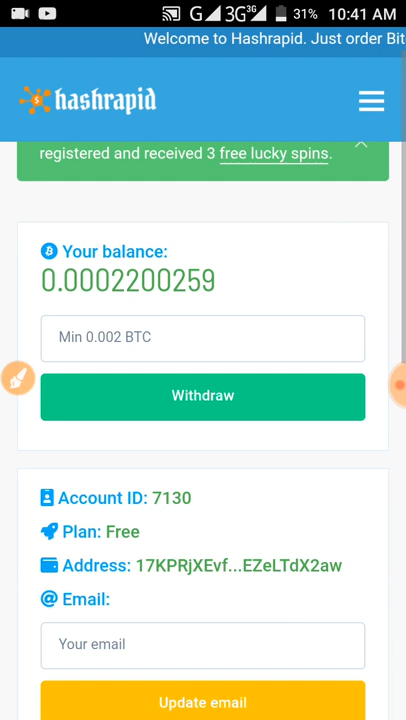 G 3G 3G 31% 10:41 AM
Welcome to Hashrapid. Just order Bit
hashrapid
registered and received 3 free lucky spins.
Your balance:
0.0002200259
Min 0.002 BTC
Withdraw
Account ID: 7130
Plan: Free
Address: 17KPRjXEvf...EZeLTdX2aw
Email:
Your email
Update email